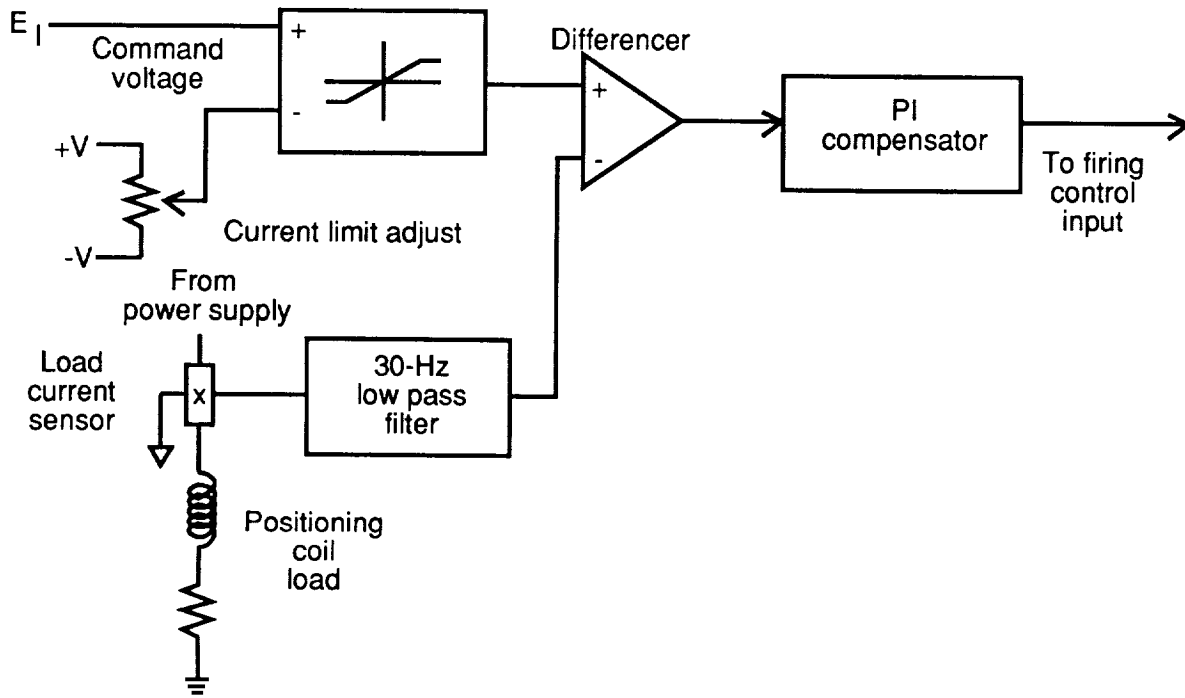 E I
Command
voltage
+
-
Differencer
+
-
PI
compensator
To firing
control
input
+V
-V
Current limit adjust
From
power supply
Load
current
sensor
x
30-Hz
low pass
filter
Positioning
coil
load